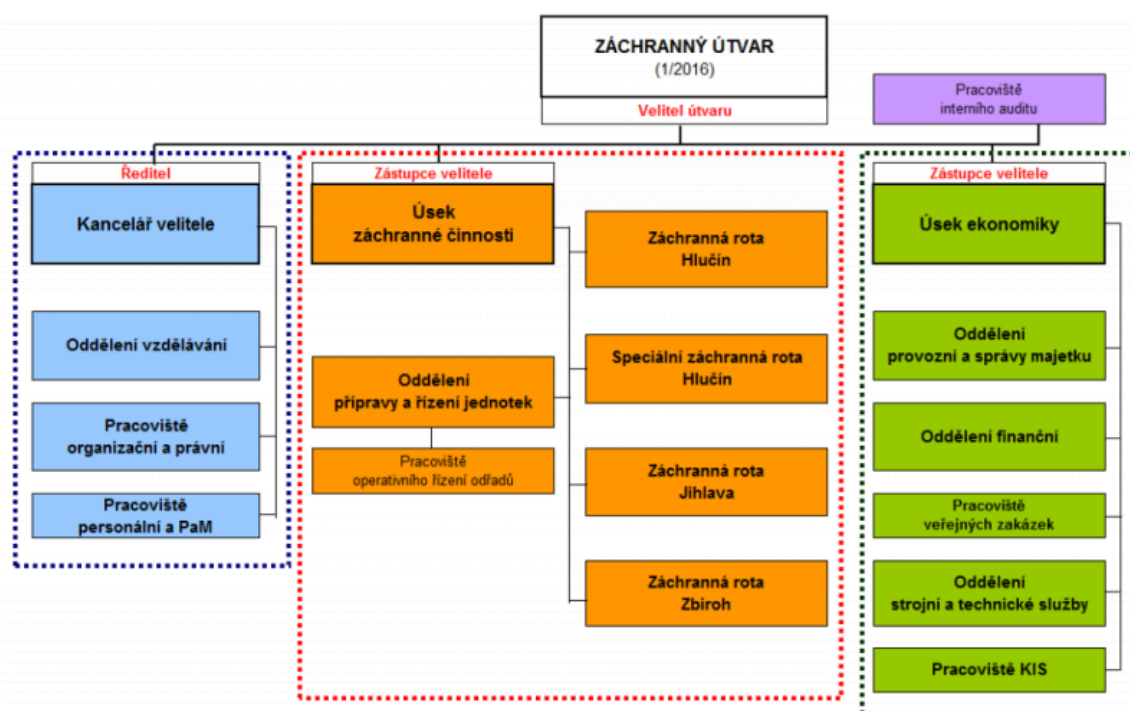 ZÁCHRANNÝ ÚTVAR
(1/2016)
Velitel útvaru
Pracoviště
interního auditu
Ředitel
Kancelář velitele
Oddělení vzdělávání
Pracoviště
organizační a právní
Pracoviště
personální a PaM
Zástupce velitele
Úsek
záchranné činnosti
Oddělení
přípravy a řízení jednotek
Pracoviště
operativního řízení odřadů
Záchranná rota
Hlučín
Speciální záchranná rota
Hlučín
Záchranná rota
Jihlava
Záchranná rota
Zbiroh
Zástupce velitele
Úsek ekonomiky
Oddělení
provozní a správy majetku
Oddělení finanční
Pracoviště
veřejných zakázek
Oddělení
strojní a technické služby
Pracoviště KIS